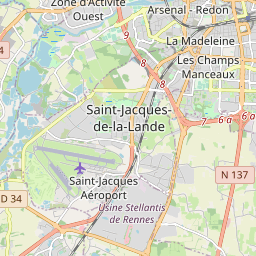 Zone d'Activité
Ouest
Arsenal - Redon
La Madeleine
Les Champs
Manceaux
4
9
8
Saint-Jacques-
de-la-Lande
7
6 a
6 a
N 137
Saint-Jacques
Aéroport
D 34
Usine Stellantis
de Rennes